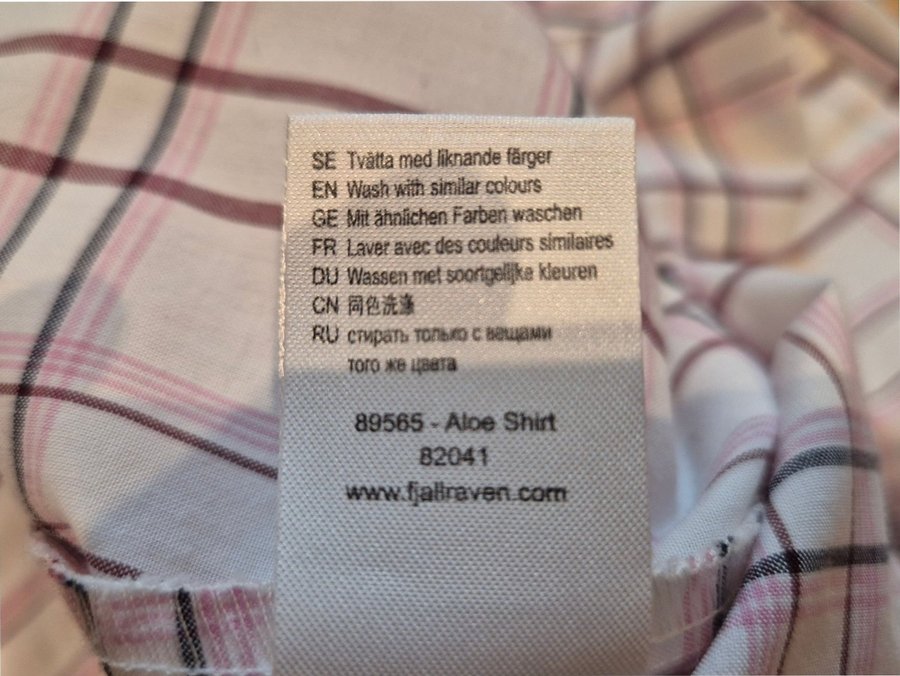 SE Tvätta med liknande färger
EN Wash with similar colours
GE Mit ähnlichen Farben waschen
FR Laver avec des couleurs similaires
DU Wassen met soortgelijke kleuren
CN 同色洗涤
RU стирать только с вещами
того же цвета
89565 - Aloe Shirt
82041
www.fjallraven.com